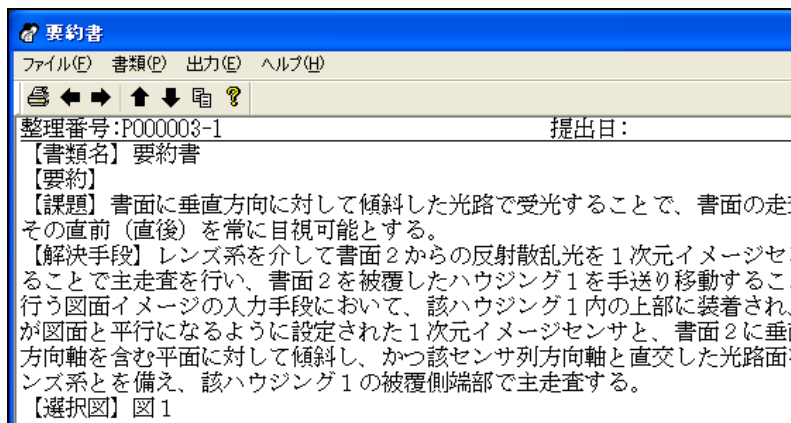 要約書
ファイル(F) 書類(P) 出力(E) ヘルプ(H)
整理番号:P000003-1 提出日:
【書類名】要約書
【要約】
【課題】書面に垂直方向に対して傾斜した光路で受光することで、書面の走
その直前（直後）を常に目視可能とする。
【解決手段】レンズ系を介して書面２からの反射散乱光を１次元イメージセ
ることで主走査を行い、書面２を被覆したハウジング１を手送り移動するこ
行う図面イメージの入力手段において、該ハウジング１内の上部に装着され、
が図面と平行になるように設定された１次元イメージセンサと、書面２に垂
方向軸を含む平面に対して傾斜し、かつ該センサ列方向軸と直交した光路面
ンズ系とを備え、該ハウジング１の被覆側端部で主走査する。
【選択図】図１